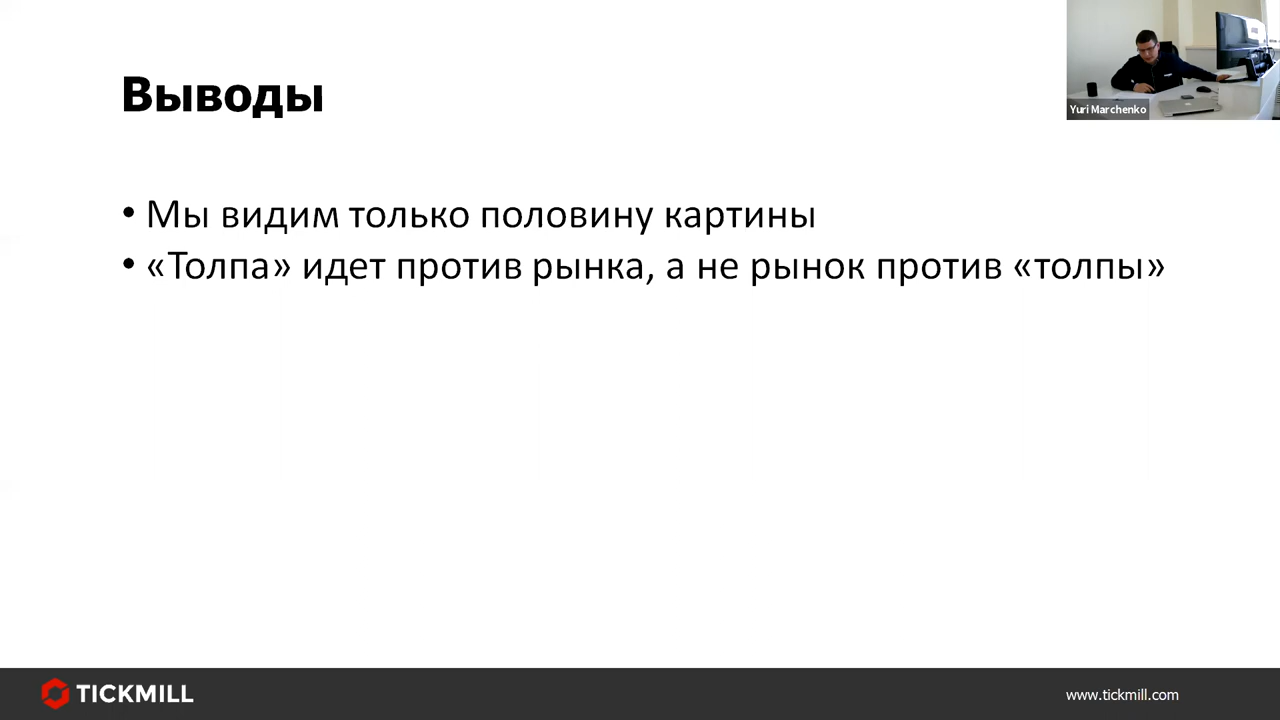 Выводы
Yuri Marchenko
• Мы видим только половину картины
• «Толпа» идет против рынка, а не рынок против «толпы»
TICKMILL
www.tickmill.com